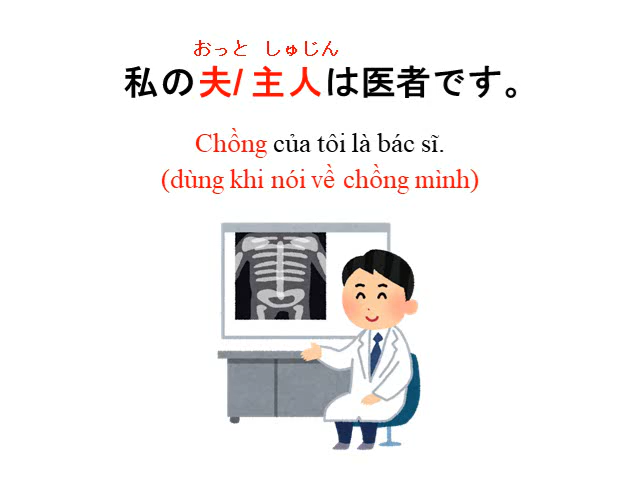 おっと しゅじん
私の夫/ 主人は医者です。
Chồng của tôi là bác sĩ.
(dùng khi nói về chồng mình)